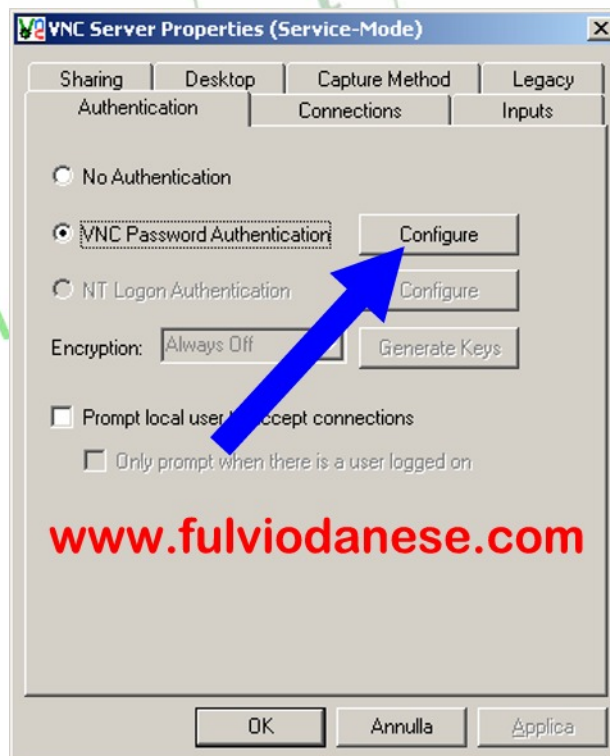 VNC Server Properties (Service-Mode)
Sharing Desktop Capture Method Legacy
Authentication Connections Inputs
No Authentication
VNC Password Authentication Configure
NT Logon Authentication Configure
Encryption: Always Off Generate Keys
Prompt local user to accept connections
Only prompt when there is a user logged on
www.fulviodanese.com
OK Annulla Applica